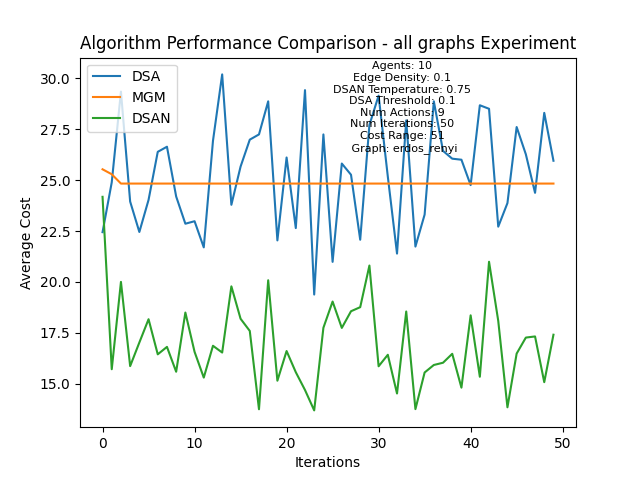 Algorithm Performance Comparison - all graphs Experiment
DSA
MGM
DSAN
Agents: 10
Edge Density: 0.1
DSAN Temperature: 0.75
DSA Threshold: 0.1
Num Actions: 9
Num Iterations: 50
Cost Range: 51
Graph: erdos_renyi
Average Cost
30.0
27.5
25.0
22.5
20.0
17.5
15.0
0 10 20 30 40 50
Iterations